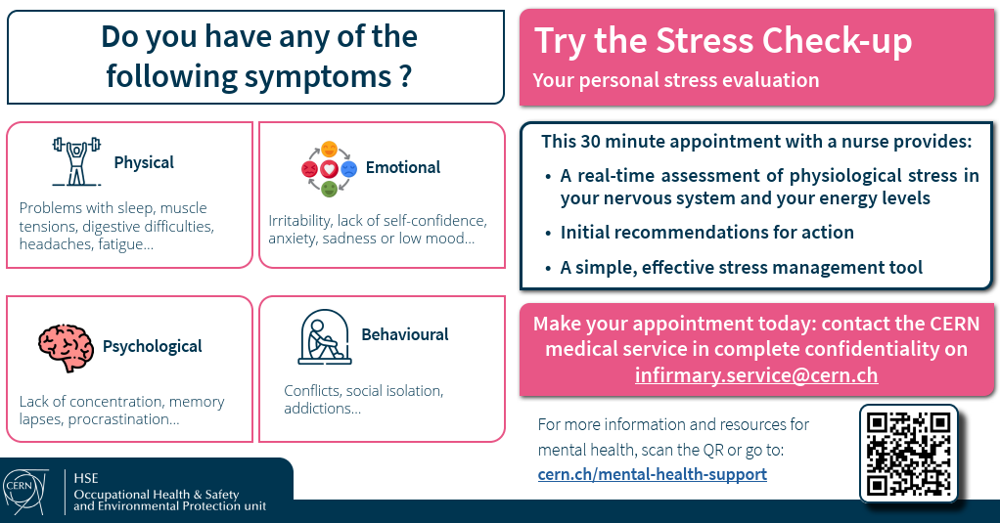 Do you have any of the
following symptoms ?
Physical
Problems with sleep, muscle
tensions, digestive difficulties,
headaches, fatigue...
Emotional
Irritability, lack of self-confidence,
anxiety, sadness or low mood...
Psychological
Lack of concentration, memory
lapses, procrastination...
Behavioural
Conflicts, social isolation,
addictions...
CERN
HSE
Occupational Health & Safety
and Environmental Protection unit
Try the Stress Check-up
Your personal stress evaluation
This 30 minute appointment with a nurse provides:
• A real-time assessment of physiological stress in
your nervous system and your energy levels
• Initial recommendations for action
• A simple, effective stress management tool
Make your appointment today: contact the CERN
medical service in complete confidentiality on
infirmary.service@cern.ch
For more information and resources for
mental health, scan the QR or go to:
cern.ch/mental-health-support